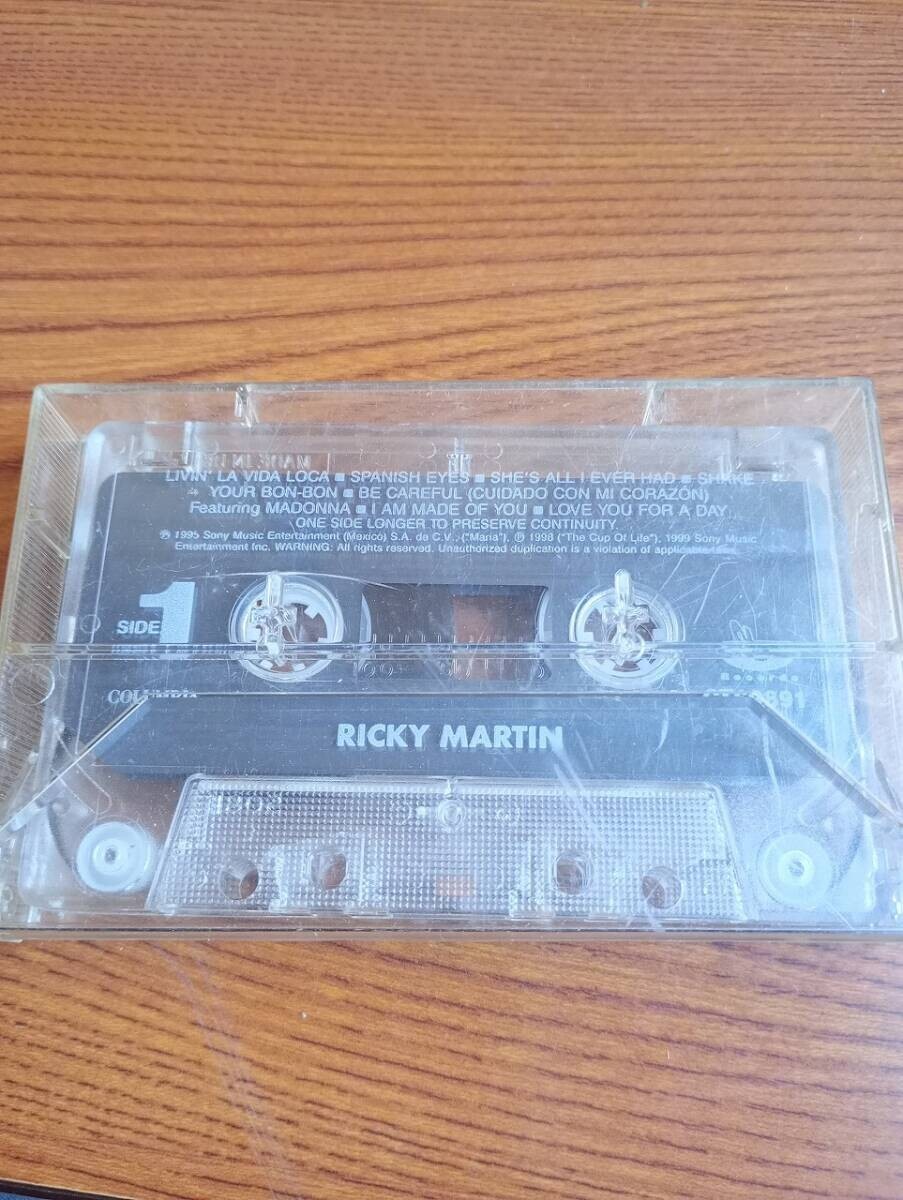 LIVIN' LA VIDA LOCA ■ SPANISH EYES ■ SHE'S ALL I EVER HAD ■ SHAKE
YOUR BON-BON ■ BE CAREFUL (CUIDADO CON MI CORAZÓN)
Featuring MADONNA ■ I AM MADE OF YOU ■ LOVE YOU FOR A DAY
ONE SIDE LONGER TO PRESERVE CONTINUITY.
℗ 1995 Sony Music Entertainment (Mexico) S.A. de C.V., ("Maria"), ℗ 1998 ("The Cup Of Life"), 1999 Sony Music
Entertainment Inc. WARNING: All rights reserved. Unauthorized duplication is a violation of applicable laws.
SIDE 1
Records
COLUMBIA
RICKY MARTIN